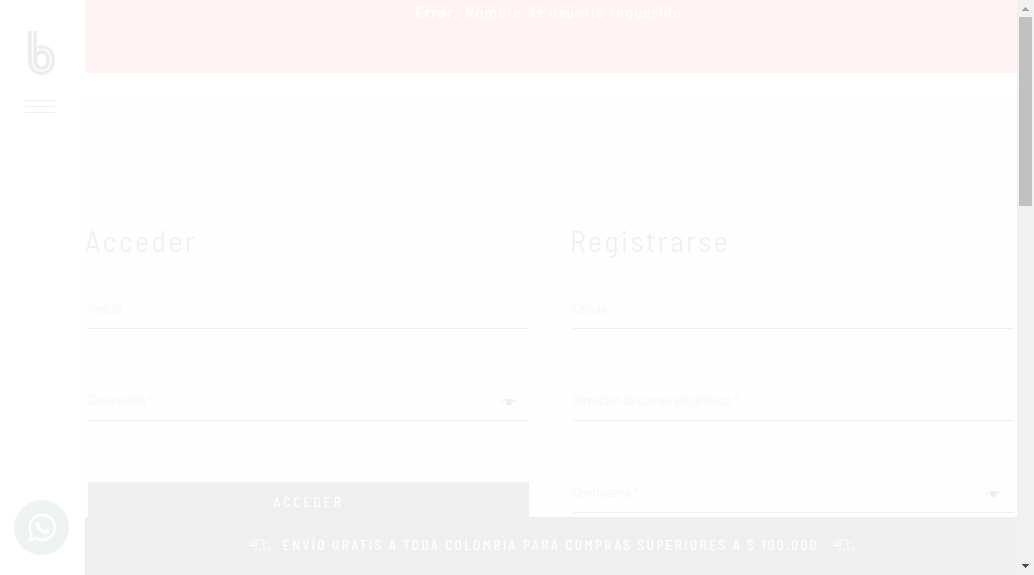 Error: Nombre de usuario requerido.
b
Acceder
Registrarse
Cédula
Cédula
Contraseña *
Dirección de correo electrónico *
ACCEDER
Contraseña *
ENVÍO GRATIS A TODA COLOMBIA PARA COMPRAS SUPERIORES A $ 100.000